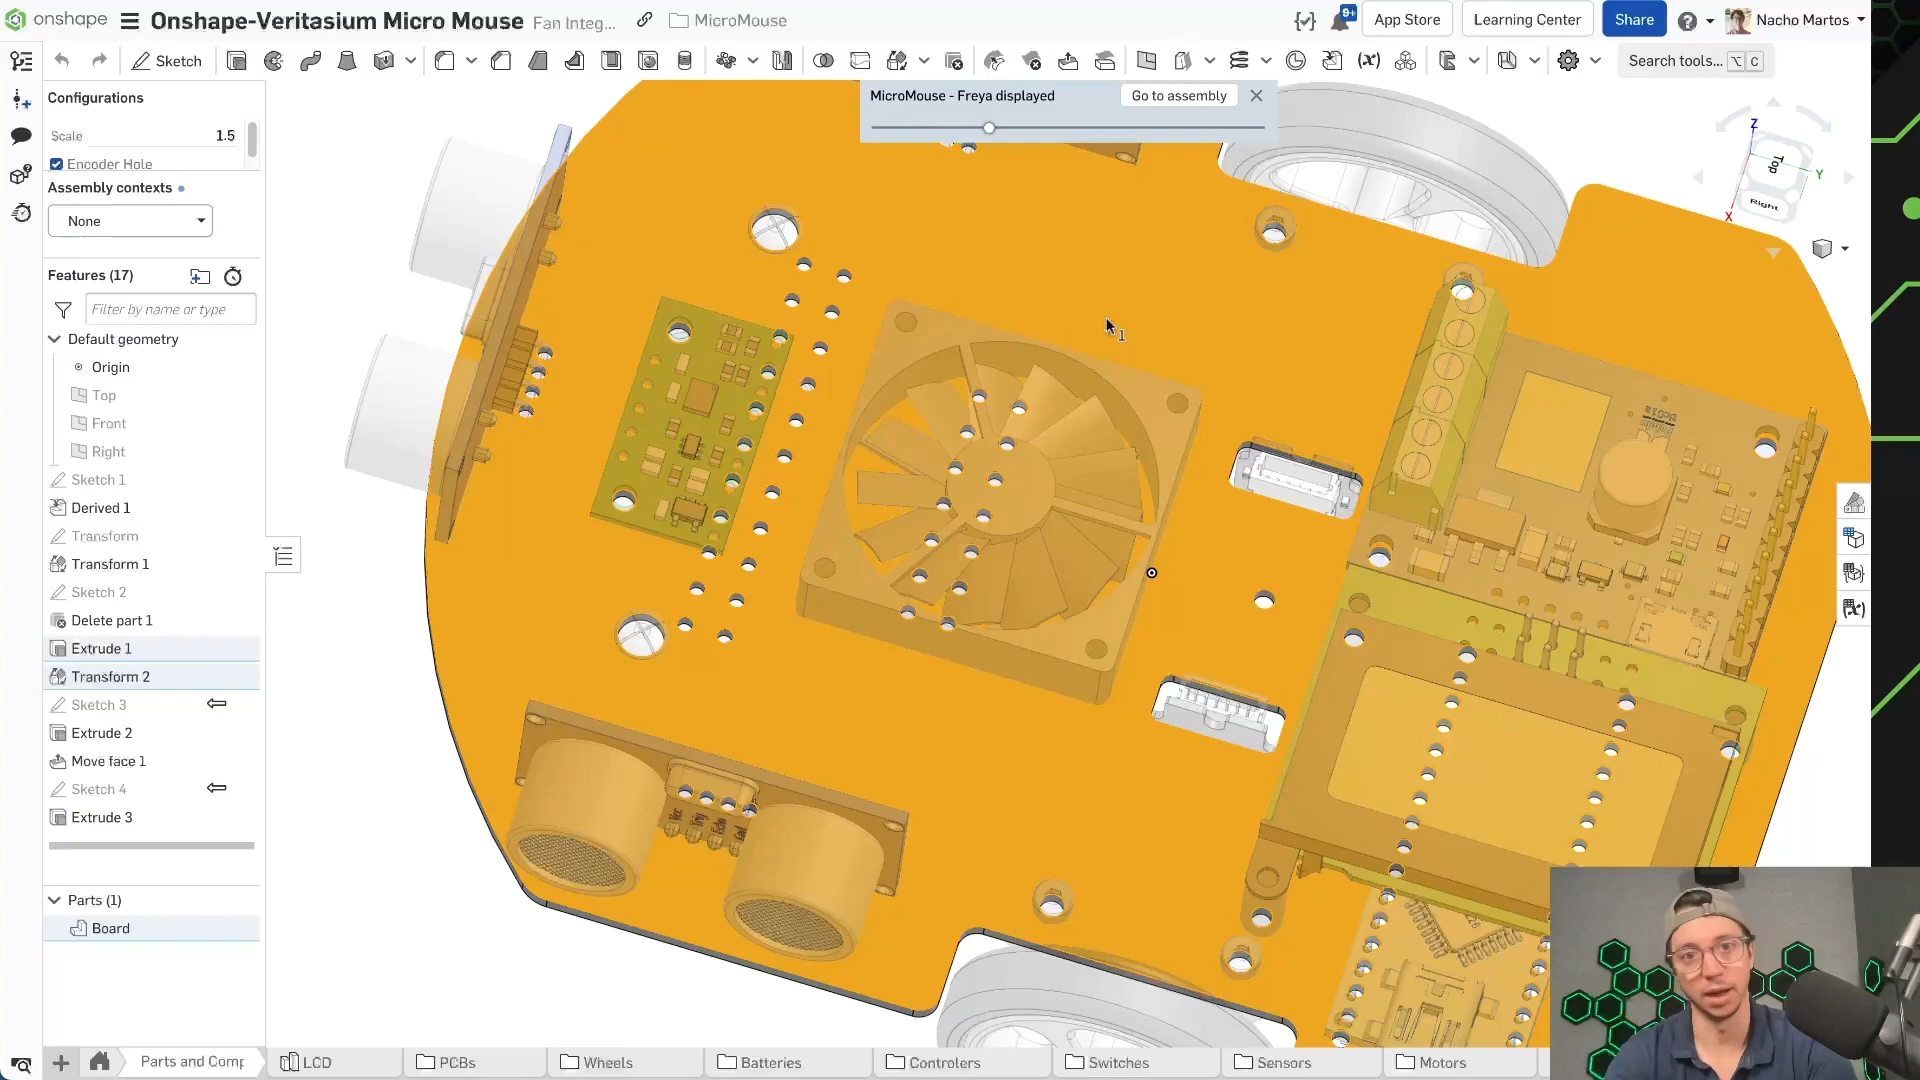 onshape Onshape-Veritasium Micro Mouse Fan Integ... MicroMouse 9+ App Store Learning Center Share Nacho Martos
Sketch Search tools... ⌥ C
Configurations
Scale 1.5
Encoder Hole
Assembly contexts
None
Features (17)
Filter by name or type
Default geometry
Origin
Top
Front
Right
Sketch 1
Derived 1
Transform
Transform 1
Sketch 2
Delete part 1
Extrude 1
Transform 2
Sketch 3
Extrude 2
Move face 1
Sketch 4
Extrude 3
Parts (1)
Board
MicroMouse - Freya displayed Go to assembly
Z
Top
Y
Right
X
1
Parts and Comp LCD PCBs Wheels Batteries Controlers Switches Sensors Motors